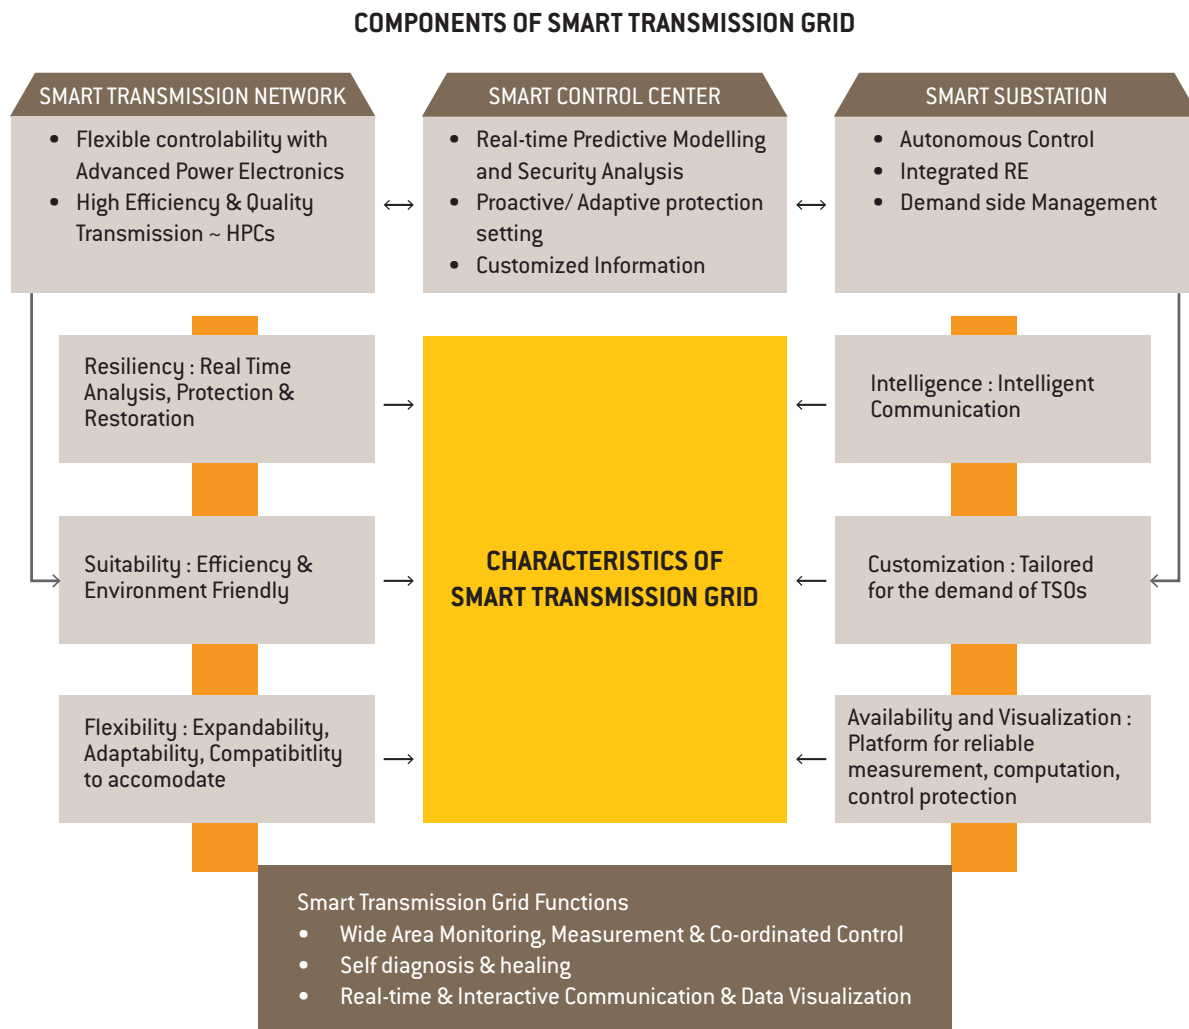 COMPONENTS OF SMART TRANSMISSION GRID
SMART TRANSMISSION NETWORK
• Flexible controlability with
Advanced Power Electronics
• High Efficiency & Quality
Transmission ~ HPCs
SMART CONTROL CENTER
• Real-time Predictive Modelling
and Security Analysis
• Proactive/ Adaptive protection
setting
• Customized Information
SMART SUBSTATION
• Autonomous Control
• Integrated RE
• Demand side Management
Resiliency : Real Time
Analysis, Protection &
Restoration
Suitability : Efficiency &
Environment Friendly
Flexibility : Expandability,
Adaptability, Compatibitlity
to accomodate
CHARACTERISTICS OF
SMART TRANSMISSION GRID
Intelligence : Intelligent
Communication
Customization : Tailored
for the demand of TSOs
Availability and Visualization :
Platform for reliable
measurement, computation,
control protection
Smart Transmission Grid Functions
• Wide Area Monitoring, Measurement & Co-ordinated Control
• Self diagnosis & healing
• Real-time & Interactive Communication & Data Visualization